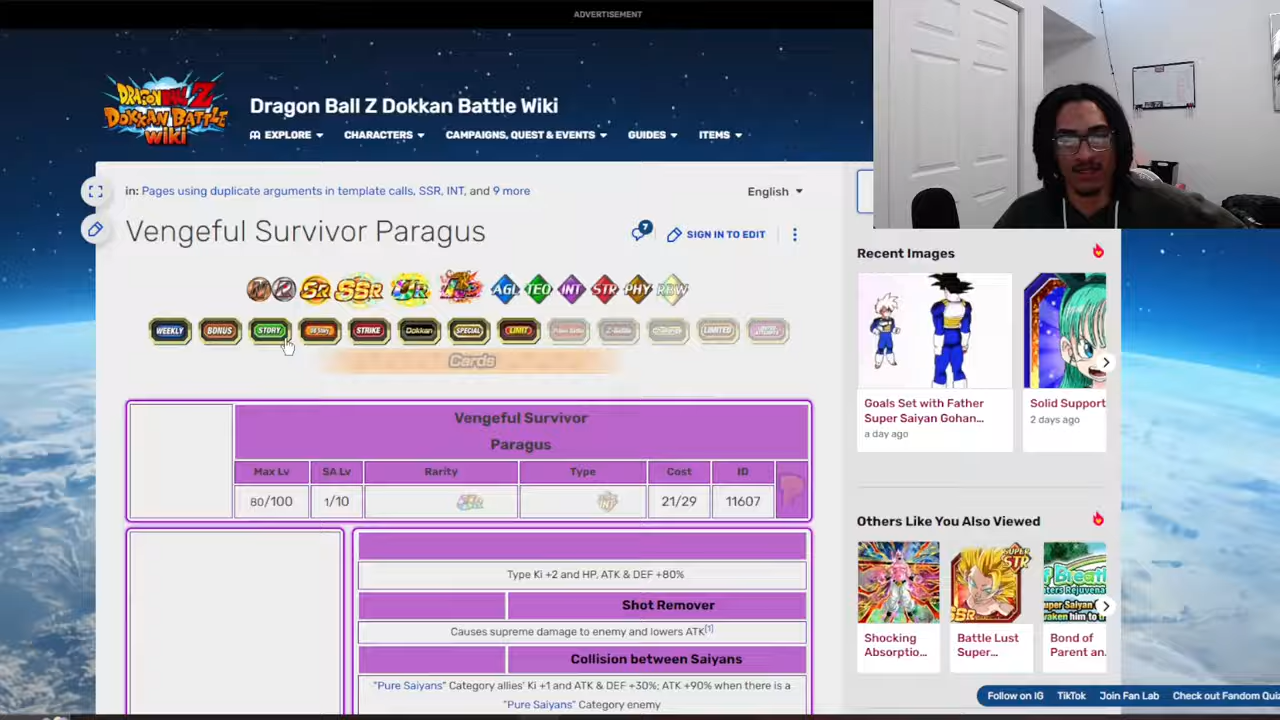 ADVERTISEMENT
DRAGON BALL Z
DOKKAN BATTLE
wiki
Dragon Ball Z Dokkan Battle Wiki
EXPLORE
CHARACTERS
CAMPAIGNS, QUEST & EVENTS
GUIDES
ITEMS
in: Pages using duplicate arguments in template calls, SSR, INT, and 9 more
English
Vengeful Survivor Paragus
7
SIGN IN TO EDIT
N R SR SSR UR AGL TEQ INT STR PHY
WEEKLY BONUS STORY STRIKE Dokkan SPECIAL LIMIT LIMITED
Cards
Vengeful Survivor
Paragus
Max Lv SA Lv Rarity Type Cost ID
80/100 1/10 UR INT 21/29 11607
Type Ki +2 and HP, ATK & DEF +80%
Shot Remover
Causes supreme damage to enemy and lowers ATK[1]
Collision between Saiyans
"Pure Saiyans" Category allies' Ki +1 and ATK & DEF +30%; ATK +90% when there is a
"Pure Saiyans" Category enemy
Recent Images
Goals Set with Father
Super Saiyan Gohan...
a day ago
Solid Support
2 days ago
Others Like You Also Viewed
SUPER STR
SSR
Shocking
Absorptio...
Battle Lust
Super...
Bond of
Parent an...
Follow on IG TikTok Join Fan Lab Check out Fandom Quiz